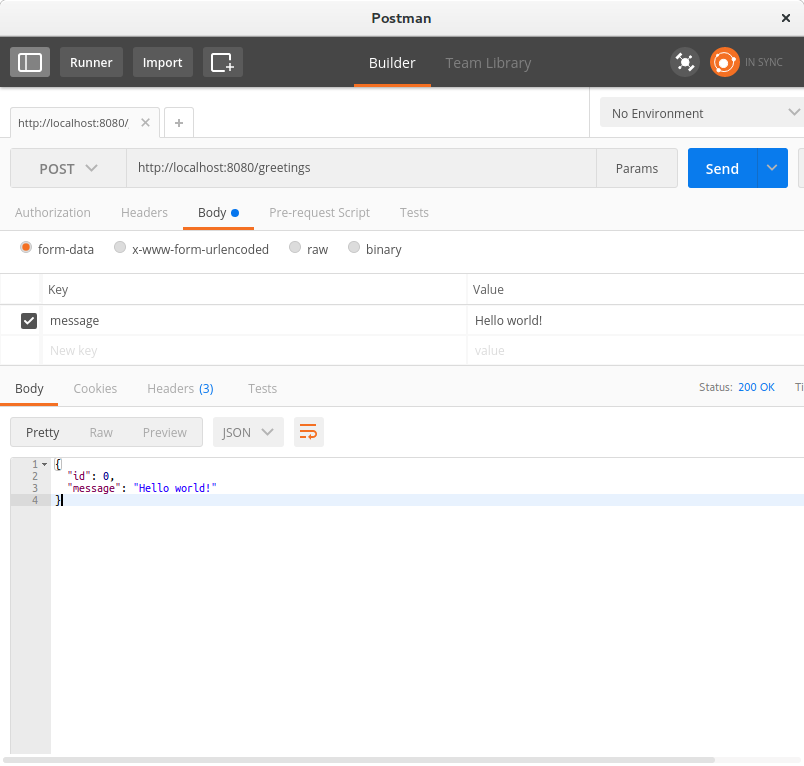 Postman
Runner Import Builder Team Library IN SYNC
http://localhost:8080/ No Environment
POST http://localhost:8080/greetings Params Send
Authorization Headers Body Pre-request Script Tests
form-data x-www-form-urlencoded raw binary
Key Value
message Hello world!
New key value
Body Cookies Headers (3) Tests Status: 200 OK Ti
Pretty Raw Preview JSON
1 {
2 "id": 0,
3 "message": "Hello world!"
4 }